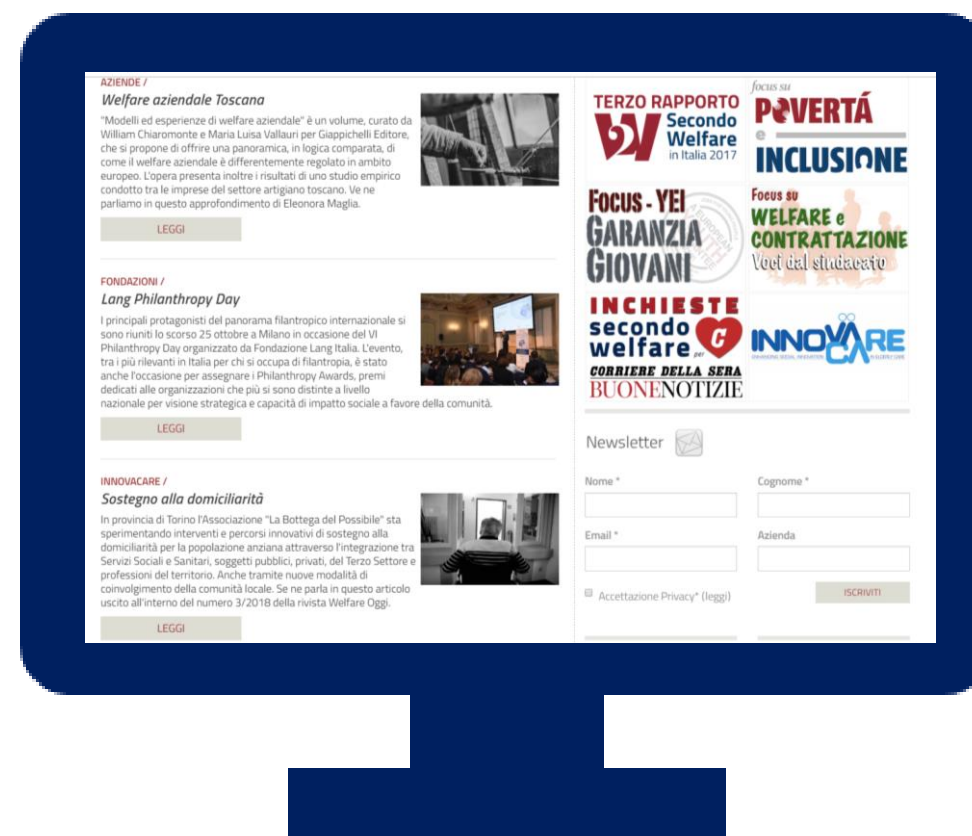 AZIENDE /
Welfare aziendale Toscana
"Modelli ed esperienze di welfare aziendale" è un volume, curato da
William Chiaromonte e Maria Luisa Vallauri per Giappichelli Editore,
che si propone di offrire una panoramica, in logica comparata, di
come il welfare aziendale è differentemente regolato in ambito
europeo. L'opera presenta inoltre i risultati di uno studio empirico
condotto tra le imprese del settore artigiano toscano. Ve ne
parliamo in questo approfondimento di Eleonora Maglia.
LEGGI
FONDAZIONI /
Lang Philanthropy Day
I principali protagonisti del panorama filantropico internazionale si
sono riuniti lo scorso 25 ottobre a Milano in occasione del VI
Philanthropy Day organizzato da Fondazione Lang Italia. L'evento,
tra i più rilevanti in Italia per chi si occupa di filantropia, è stato
anche l'occasione per assegnare i Philanthropy Awards, premi
dedicati alle organizzazioni che più si sono distinte a livello
nazionale per visione strategica e capacità di impatto sociale a favore della comunità.
LEGGI
INNOVACARE /
Sostegno alla domiciliarità
In provincia di Torino l'Associazione "La Bottega del Possibile" sta
sperimentando interventi e percorsi innovativi di sostegno alla
domiciliarità per la popolazione anziana attraverso l'integrazione tra
Servizi Sociali e Sanitari, soggetti pubblici, privati, del Terzo Settore e
professioni del territorio. Anche tramite nuove modalità di
coinvolgimento della comunità locale. Se ne parla in questo articolo
uscito all'interno del numero 3/2018 della rivista Welfare Oggi.
LEGGI
TERZO RAPPORTO
2W Secondo
Welfare
in Italia 2017
focus su
POVERTÁ
e
INCLUSIONE
FOCUS - YEI
GARANZIA
GIOVANI
Focus su
WELFARE e
CONTRATTAZIONE
Voci dal sindacato
INCHIESTE
secondo
welfare per
CORRIERE DELLA SERA
BUONENOTIZIE
INNOVACARE
Newsletter
Nome *
Cognome *
Email *
Azienda
Accettazione Privacy* (leggi)
ISCRIVITI